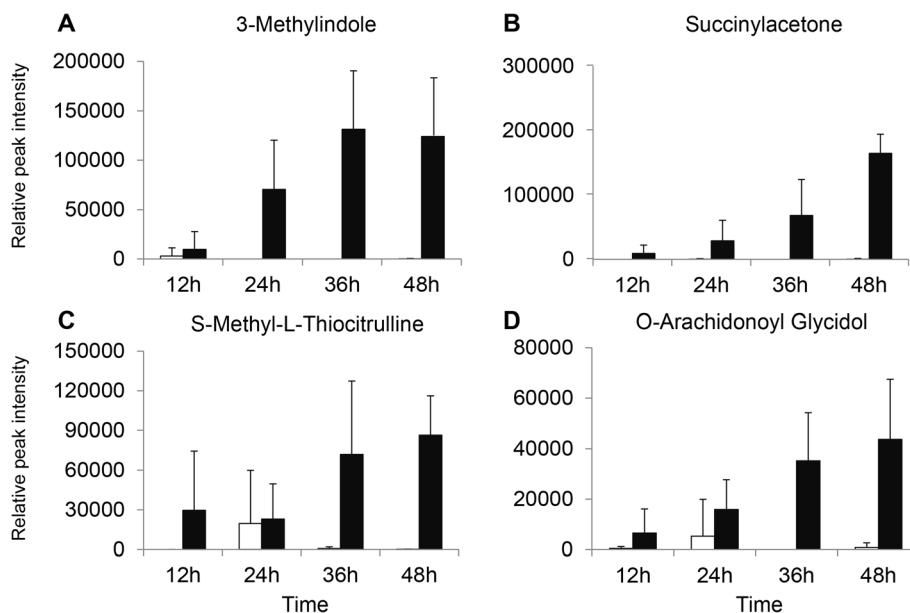 A 3-Methylindole
Relative peak intensity
200000
150000
100000
50000
0
12h 24h 36h 48h
B Succinylacetone
300000
200000
100000
0
12h 24h 36h 48h
C S-Methyl-L-Thiocitrulline
Relative peak intensity
150000
120000
90000
60000
30000
0
12h 24h 36h 48h
Time
D O-Arachidonoyl Glycidol
80000
60000
40000
20000
0
12h 24h 36h 48h
Time